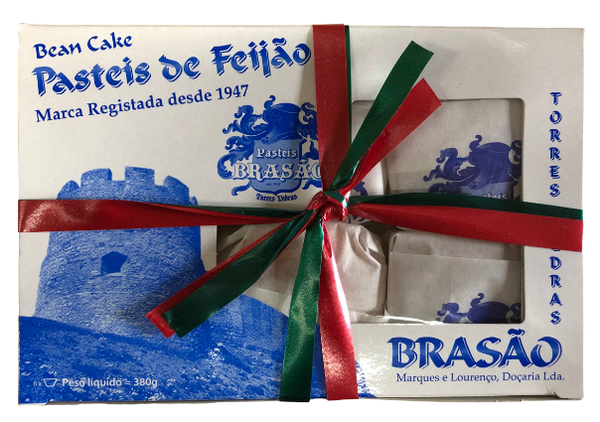 Bean Cake
Pasteis de Feijão
Marca Registada desde 1947
Pasteis
BRASÃO
Torres Vedras
TORRES
DRAS
BRASÃO
Marques e Lourenço, Doçaria Lda.
6x
Peso líquido = 380g